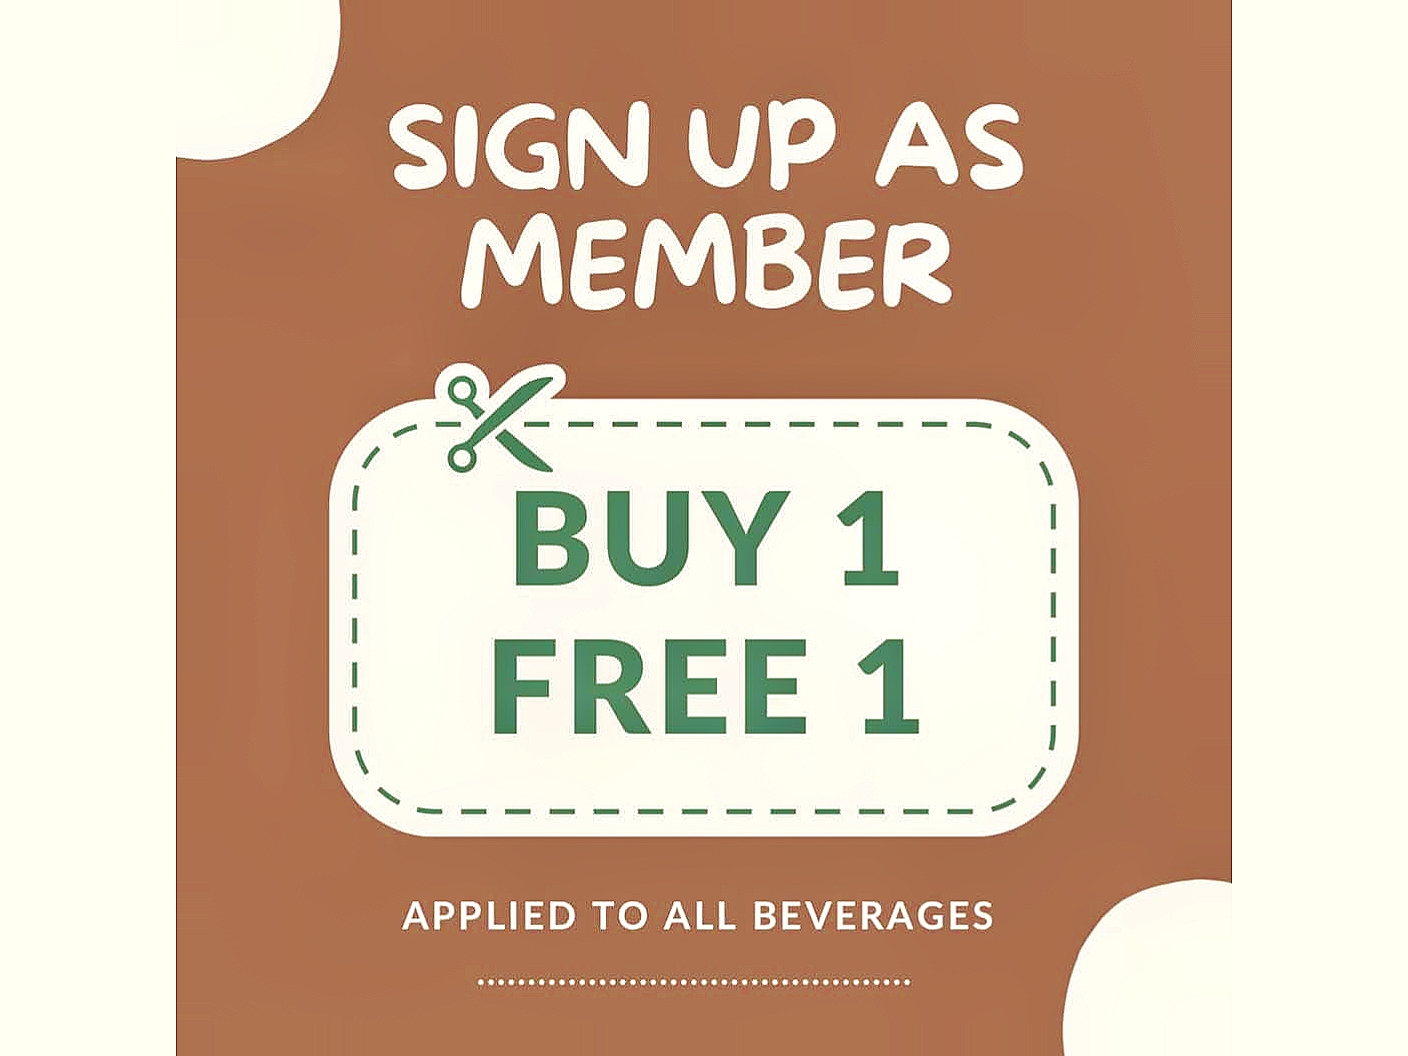 SIGN UP AS
MEMBER
BUY 1
FREE 1
APPLIED TO ALL BEVERAGES